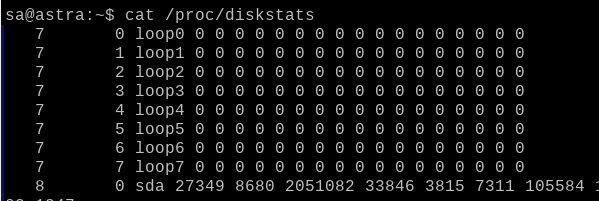 sa@astra:~$ cat /proc/diskstats
   7       0 loop0 0 0 0 0 0 0 0 0 0 0 0 0 0 0 0 0 0
   7       1 loop1 0 0 0 0 0 0 0 0 0 0 0 0 0 0 0 0 0
   7       2 loop2 0 0 0 0 0 0 0 0 0 0 0 0 0 0 0 0 0
   7       3 loop3 0 0 0 0 0 0 0 0 0 0 0 0 0 0 0 0 0
   7       4 loop4 0 0 0 0 0 0 0 0 0 0 0 0 0 0 0 0 0
   7       5 loop5 0 0 0 0 0 0 0 0 0 0 0 0 0 0 0 0 0
   7       6 loop6 0 0 0 0 0 0 0 0 0 0 0 0 0 0 0 0 0
   7       7 loop7 0 0 0 0 0 0 0 0 0 0 0 0 0 0 0 0 0
   8       0 sda 27349 8680 2051082 33846 3815 7311 105584